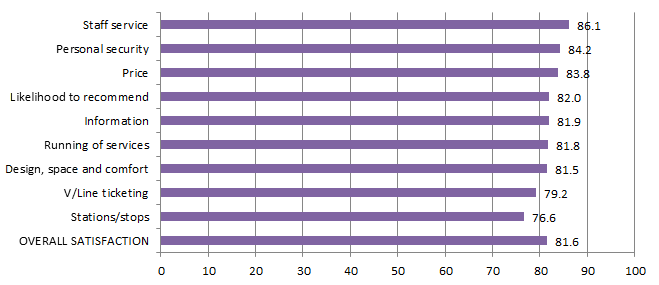 Staff service 86.1
Personal security 84.2
Price 83.8
Likelihood to recommend 82.0
Information 81.9
Running of services 81.8
Design, space and comfort 81.5
V/Line ticketing 79.2
Stations/stops 76.6
OVERALL SATISFACTION 81.6
0 10 20 30 40 50 60 70 80 90 100